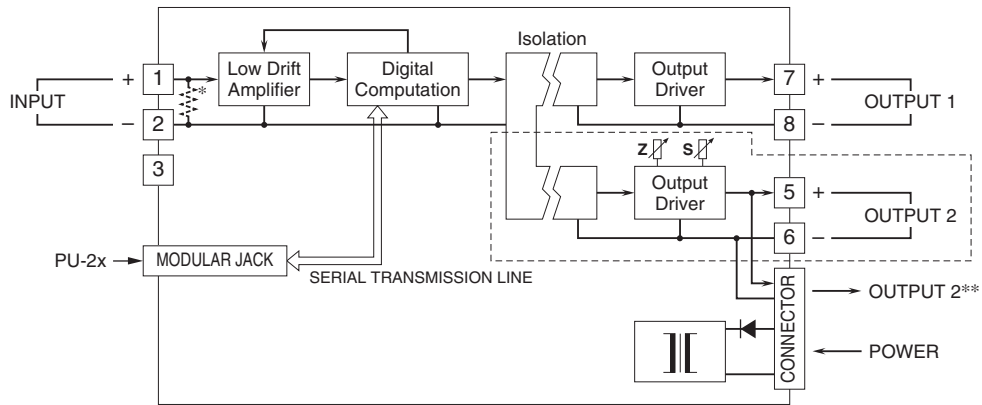 Isolation
Low Drift
Amplifier
Digital
Computation
Output
Driver
INPUT
+
–
1
2
3
*
7
8
+
–
OUTPUT 1
Z
S
Output
Driver
5
6
+
–
OUTPUT 2
PU-2x
MODULAR JACK
SERIAL TRANSMISSION LINE
CONNECTOR
OUTPUT 2**
POWER